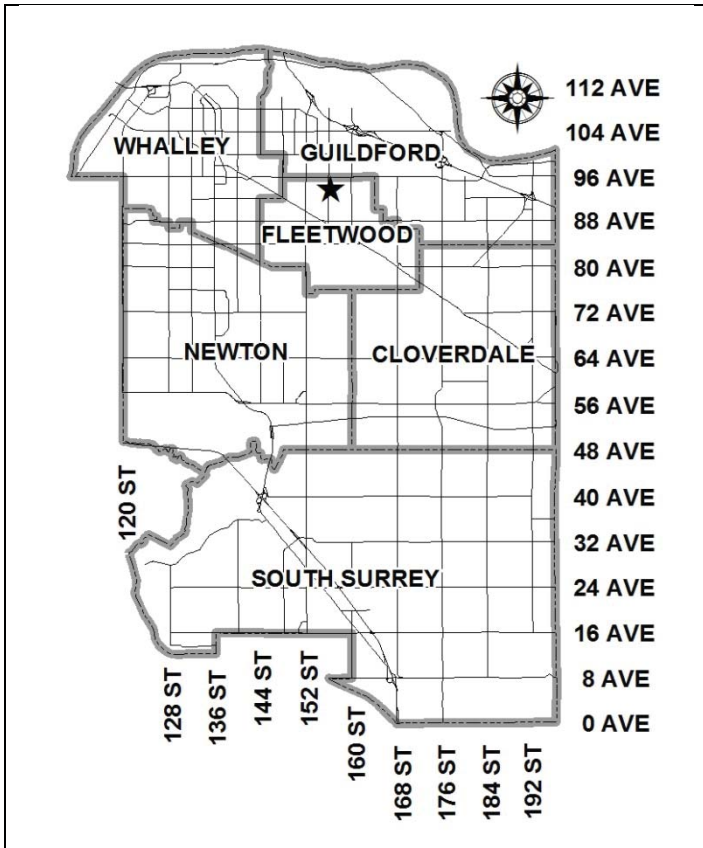 112 AVE
104 AVE
WHALLEY
GUILDFORD
96 AVE
88 AVE
FLEETWOOD
80 AVE
72 AVE
NEWTON
CLOVERDALE
64 AVE
56 AVE
48 AVE
120 ST
40 AVE
32 AVE
SOUTH SURREY
24 AVE
16 AVE
128 ST
136 ST
144 ST
152 ST
160 ST
8 AVE
0 AVE
168 ST
176 ST
184 ST
192 ST